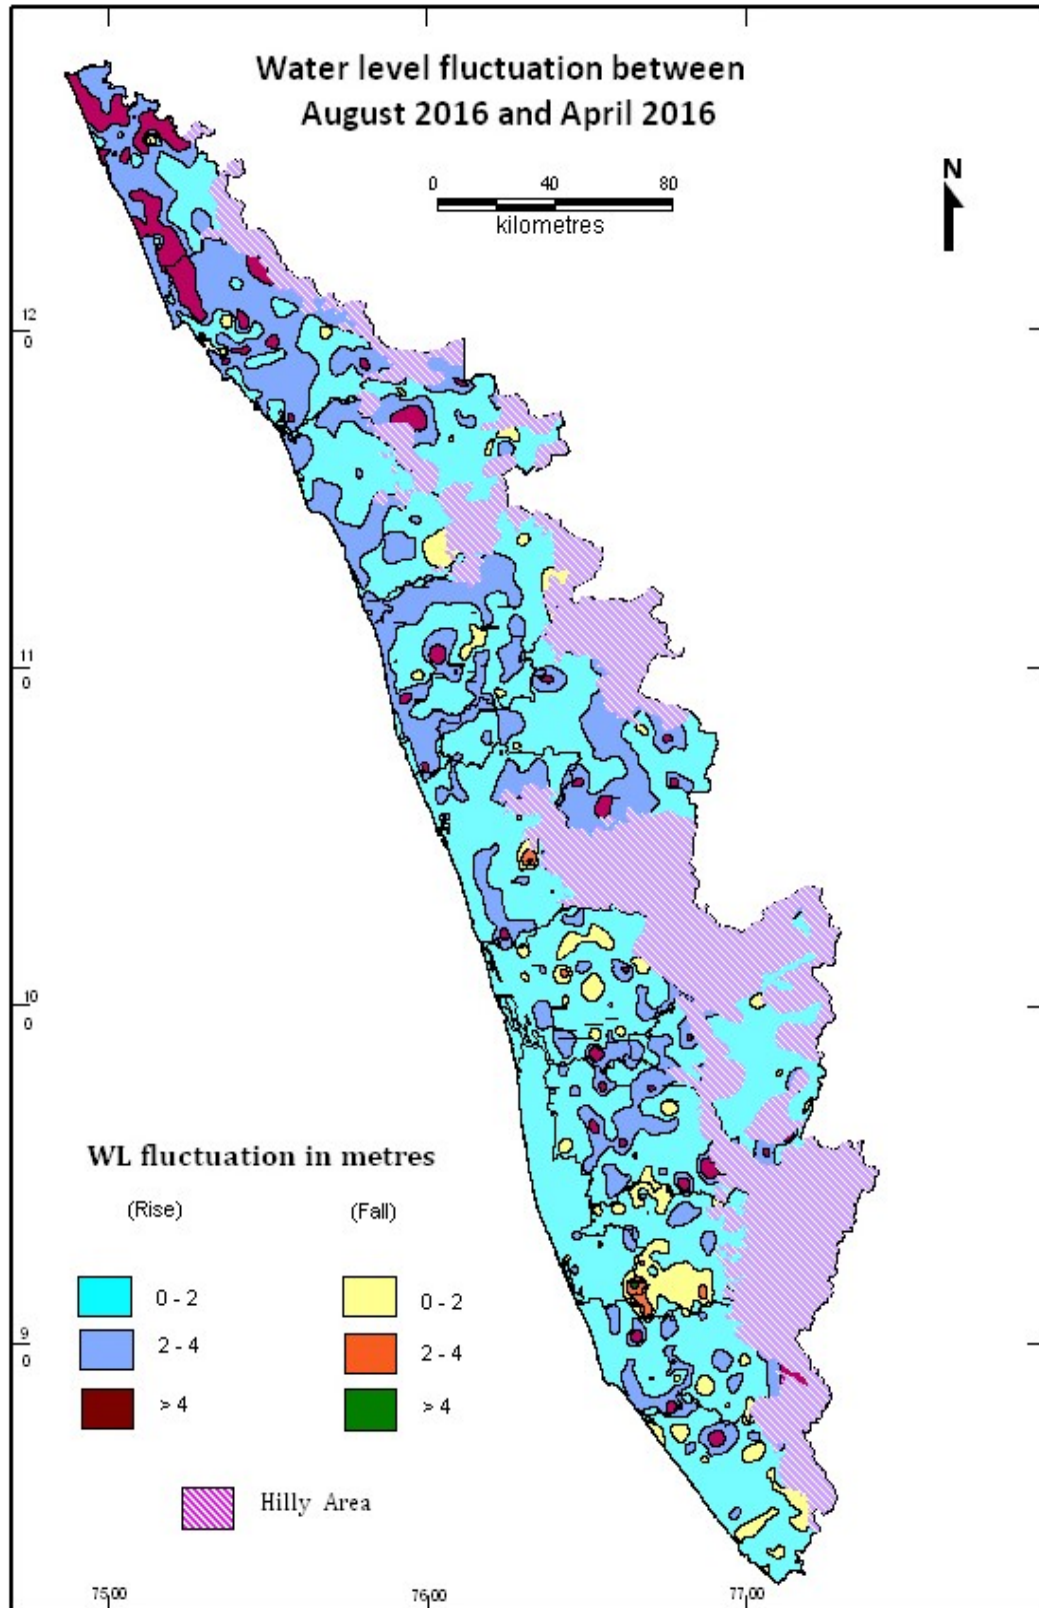 Water level fluctuation between
August 2016 and April 2016
0 40 80
kilometres
N
12
0
11
0
10
0
9
0
WL fluctuation in metres
(Rise) (Fall)
0 - 2 0 - 2
2 - 4 2 - 4
> 4 > 4
Hilly Area
75,00 76,00 77,00